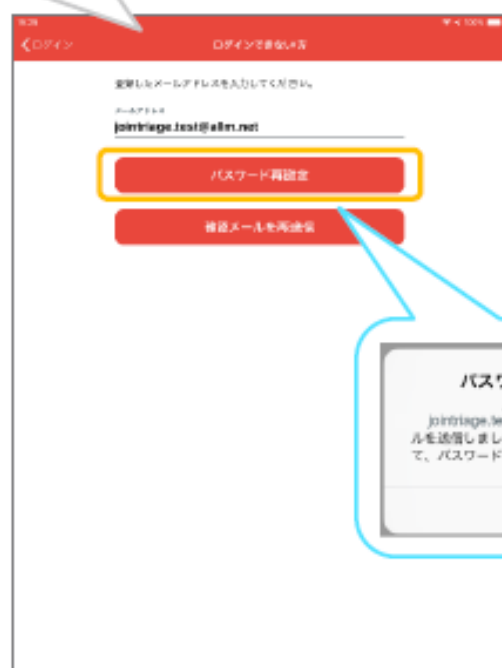 100%
ログイン
ログインできない方
登録したメールアドレスを入力してください。
メールアドレス
jointriage.test@allm.net
パスワード再設定
確認メールを再送信
パスワ
jointriage.te
ルを送信しまし
て、パスワード